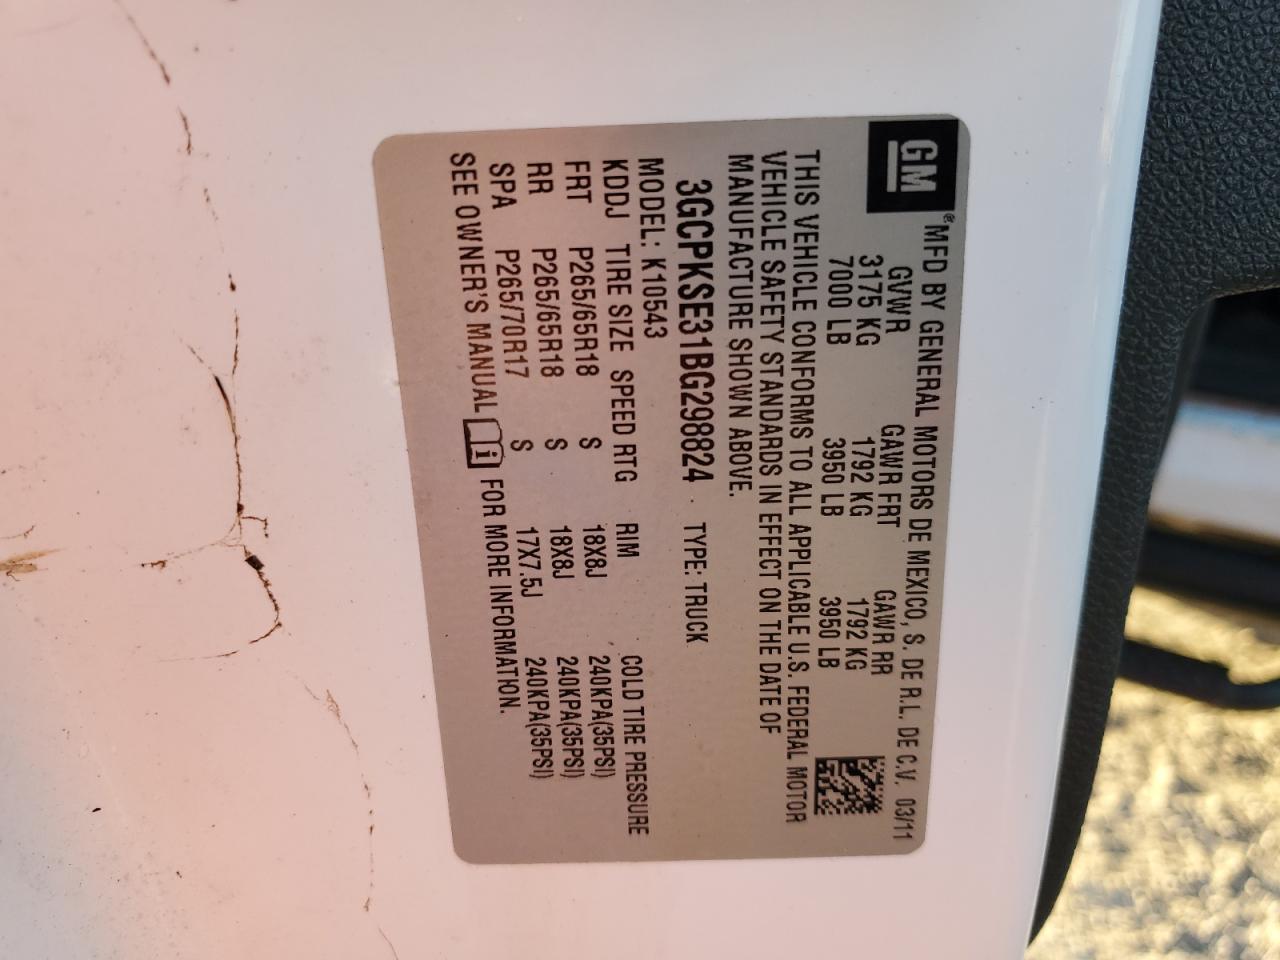 GM
® MFD BY GENERAL MOTORS DE MEXICO, S. DE R.L. DE C.V. 03/11
GVWR GAWR FRT GAWR RR
3175 KG 1792 KG 1792 KG
7000 LB 3950 LB 3950 LB
THIS VEHICLE CONFORMS TO ALL APPLICABLE U.S. FEDERAL MOTOR
VEHICLE SAFETY STANDARDS IN EFFECT ON THE DATE OF
MANUFACTURE SHOWN ABOVE.
3GCPKSE31BG298824 TYPE: TRUCK
MODEL: K10543
KDDJ TIRE SIZE SPEED RTG RIM COLD TIRE PRESSURE
FRT P265/65R18 S 18X8J 240KPA(35PSI)
RR P265/65R18 S 18X8J 240KPA(35PSI)
SPA P265/70R17 S 17X7.5J 240KPA(35PSI)
SEE OWNER'S MANUAL i FOR MORE INFORMATION.